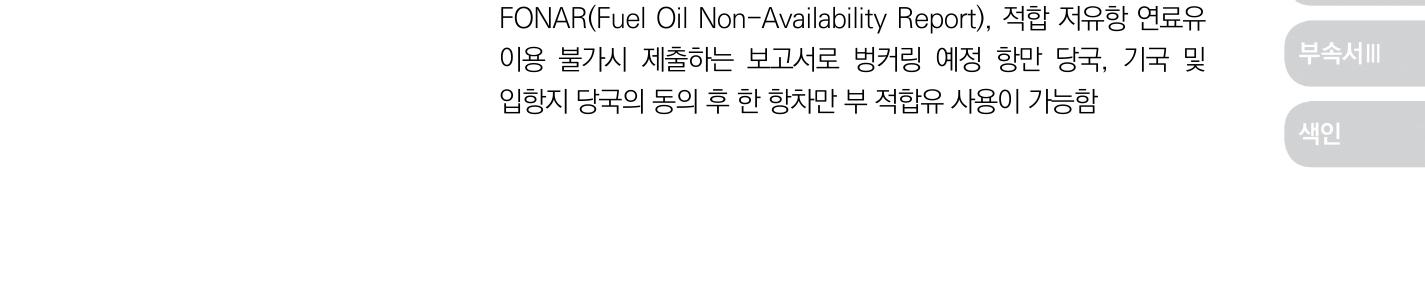 FONAR(Fuel Oil Non-Availability Report), 적합 저유황 연료유
이용 불가시 제출하는 보고서로 벙커링 예정 항만 당국, 기국 및
입항지 당국의 동의 후 한 항차만 부 적합유 사용이 가능함
부속서Ⅲ
색인